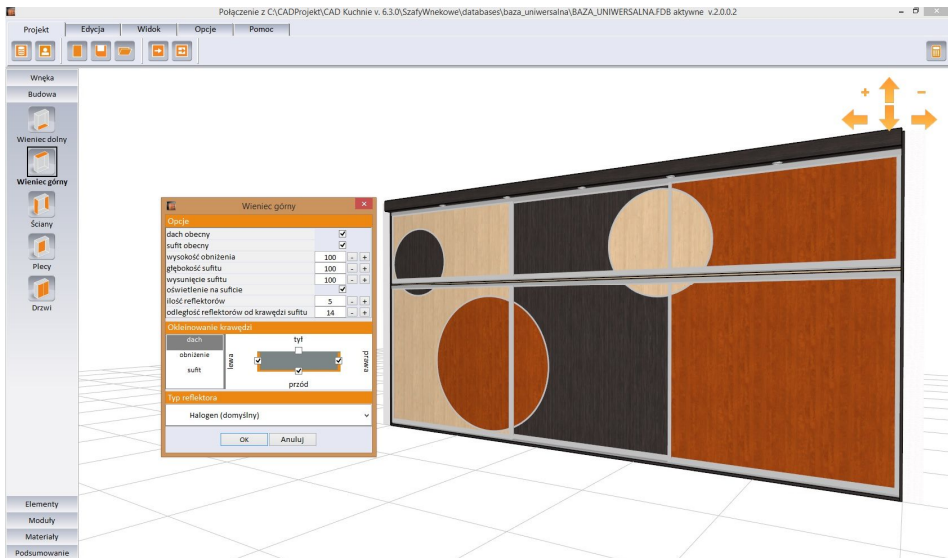 Połączenie z C:\CADProjekt\CAD Kuchnie v. 6.3.0\SzafyWnekowe\databases\baza_uniwersalna\BAZA_UNIWERSALNA.FDB aktywne v.2.0.0.2
Projekt Edycja Widok Opcje Pomoc
Wnęka
Budowa
Wieniec dolny
Wieniec górny
Ściany
Plecy
Drzwi
Elementy
Moduły
Materiały
Podsumowanie
Wieniec górny
Opcje
dach obecny
sufit obecny
wysokość obniżenia 100 - +
głębokość sufitu 100 - +
wysunięcie sufitu 100 - +
oświetlenie na suficie
ilość reflektorów 5 - +
odległość reflektorów od krawędzi sufitu 14 - +
Okleinowanie krawędzi
dach
obniżenie
sufit
tył
lewa
prawa
przód
Typ reflektora
Halogen (domyślny)
OK Anuluj
+ -